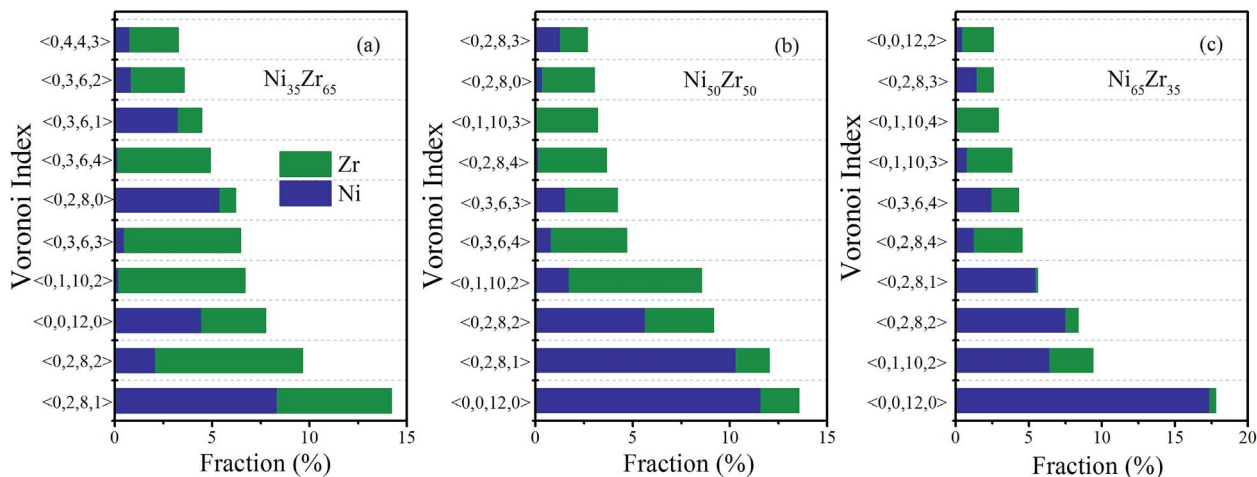 Voronoi Index
(a)
Ni35Zr65
Zr
Ni
<0,4,4,3>
<0,3,6,2>
<0,3,6,1>
<0,3,6,4>
<0,2,8,0>
<0,3,6,3>
<0,1,10,2>
<0,0,12,0>
<0,2,8,2>
<0,2,8,1>
0 5 10 15
Fraction (%)
Voronoi Index
(b)
Ni50Zr50
<0,2,8,3>
<0,2,8,0>
<0,1,10,3>
<0,2,8,4>
<0,3,6,3>
<0,3,6,4>
<0,1,10,2>
<0,2,8,2>
<0,2,8,1>
<0,0,12,0>
0 5 10 15
Fraction (%)
Voronoi Index
(c)
Ni65Zr35
<0,0,12,2>
<0,2,8,3>
<0,1,10,4>
<0,1,10,3>
<0,3,6,4>
<0,2,8,4>
<0,2,8,1>
<0,2,8,2>
<0,1,10,2>
<0,0,12,0>
0 5 10 15 20
Fraction (%)